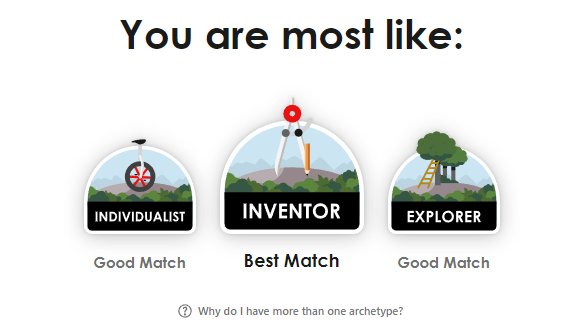 You are most like:
INDIVIDUALIST
INVENTOR
EXPLORER
Good Match
Best Match
Good Match
? Why do I have more than one archetype?